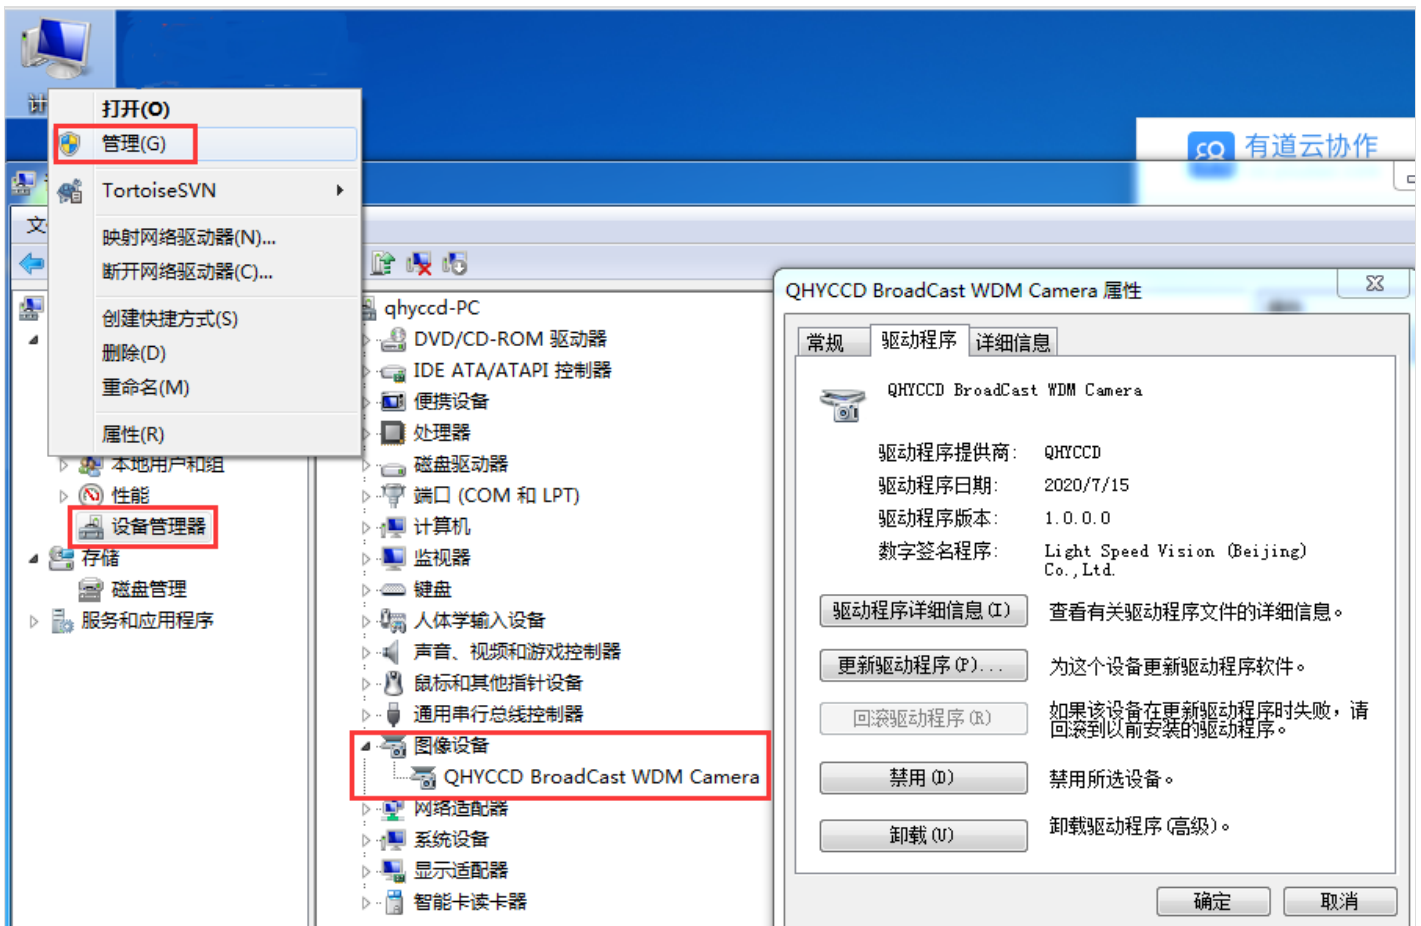 计
打开(O)
管理(G)
TortoiseSVN
映射网络驱动器(N)...
断开网络驱动器(C)...
创建快捷方式(S)
删除(D)
重命名(M)
属性(R)
有道云协作
文
本地用户和组
性能
设备管理器
存储
磁盘管理
服务和应用程序
qhyccd-PC
DVD/CD-ROM 驱动器
IDE ATA/ATAPI 控制器
便携设备
处理器
磁盘驱动器
端口 (COM 和 LPT)
计算机
监视器
键盘
人体学输入设备
声音、视频和游戏控制器
鼠标和其他指针设备
通用串行总线控制器
图像设备
QHYCCD BroadCast WDM Camera
网络适配器
系统设备
显示适配器
智能卡读卡器
QHYCCD BroadCast WDM Camera 属性
常规 驱动程序 详细信息
QHYCCD BroadCast WDM Camera
驱动程序提供商: QHYCCD
驱动程序日期: 2020/7/15
驱动程序版本: 1.0.0.0
数字签名程序: Light Speed Vision (Beijing)
Co.,Ltd.
驱动程序详细信息(I) 查看有关驱动程序文件的详细信息。
更新驱动程序(P)... 为这个设备更新驱动程序软件。
回滚驱动程序(R) 如果该设备在更新驱动程序时失败，请
回滚到以前安装的驱动程序。
禁用(D) 禁用所选设备。
卸载(U) 卸载驱动程序(高级)。
确定 取消